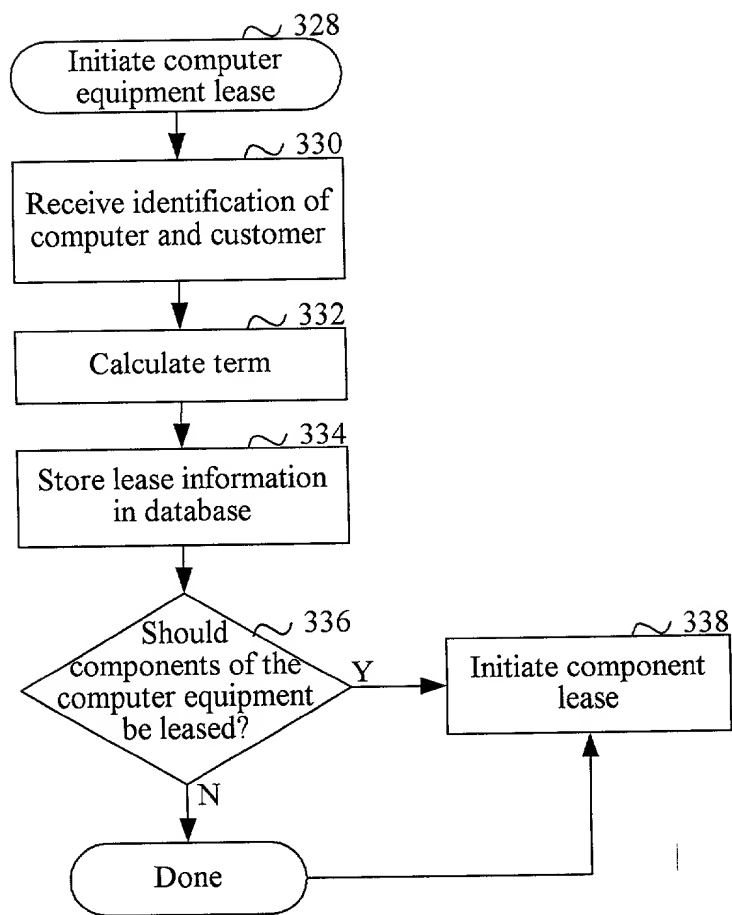 328
Initiate computer
equipment lease
330
Receive identification of
computer and customer
332
Calculate term
334
Store lease information
in database
336
Should
components of the
computer equipment
be leased?
Y
338
Initiate component
lease
N
Done